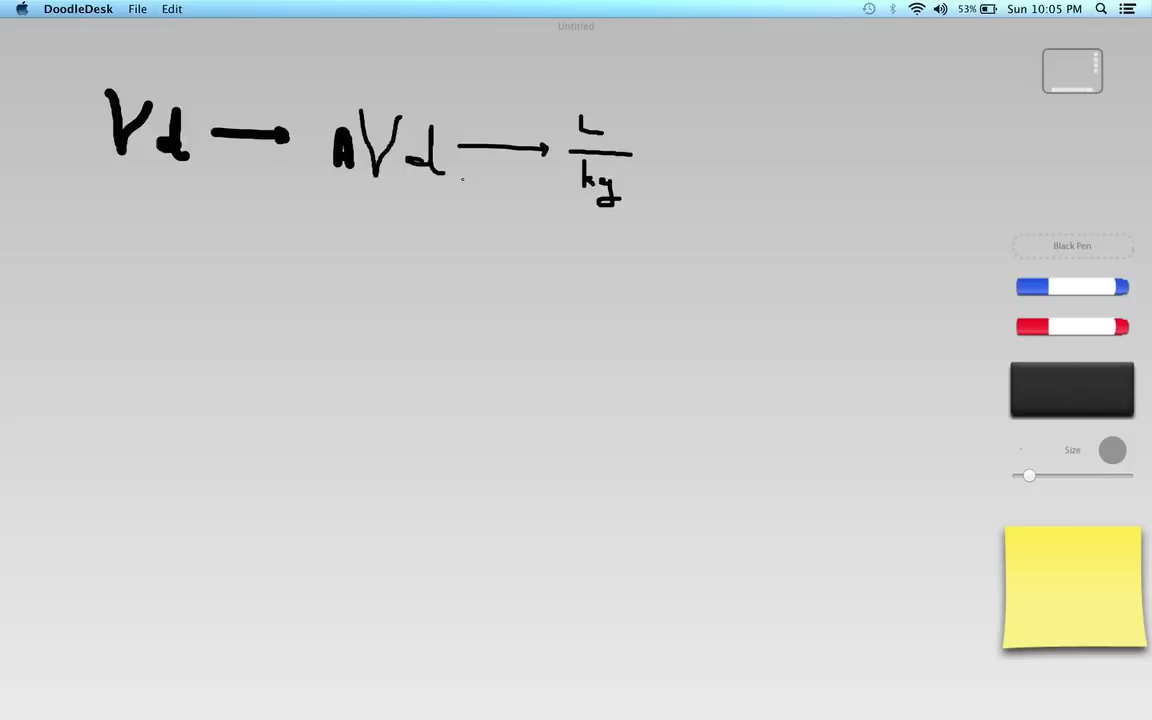 DoodleDesk File Edit 53% Sun 10:05 PM
Untitled
Vd → AVd → L
kg
Black Pen
Size